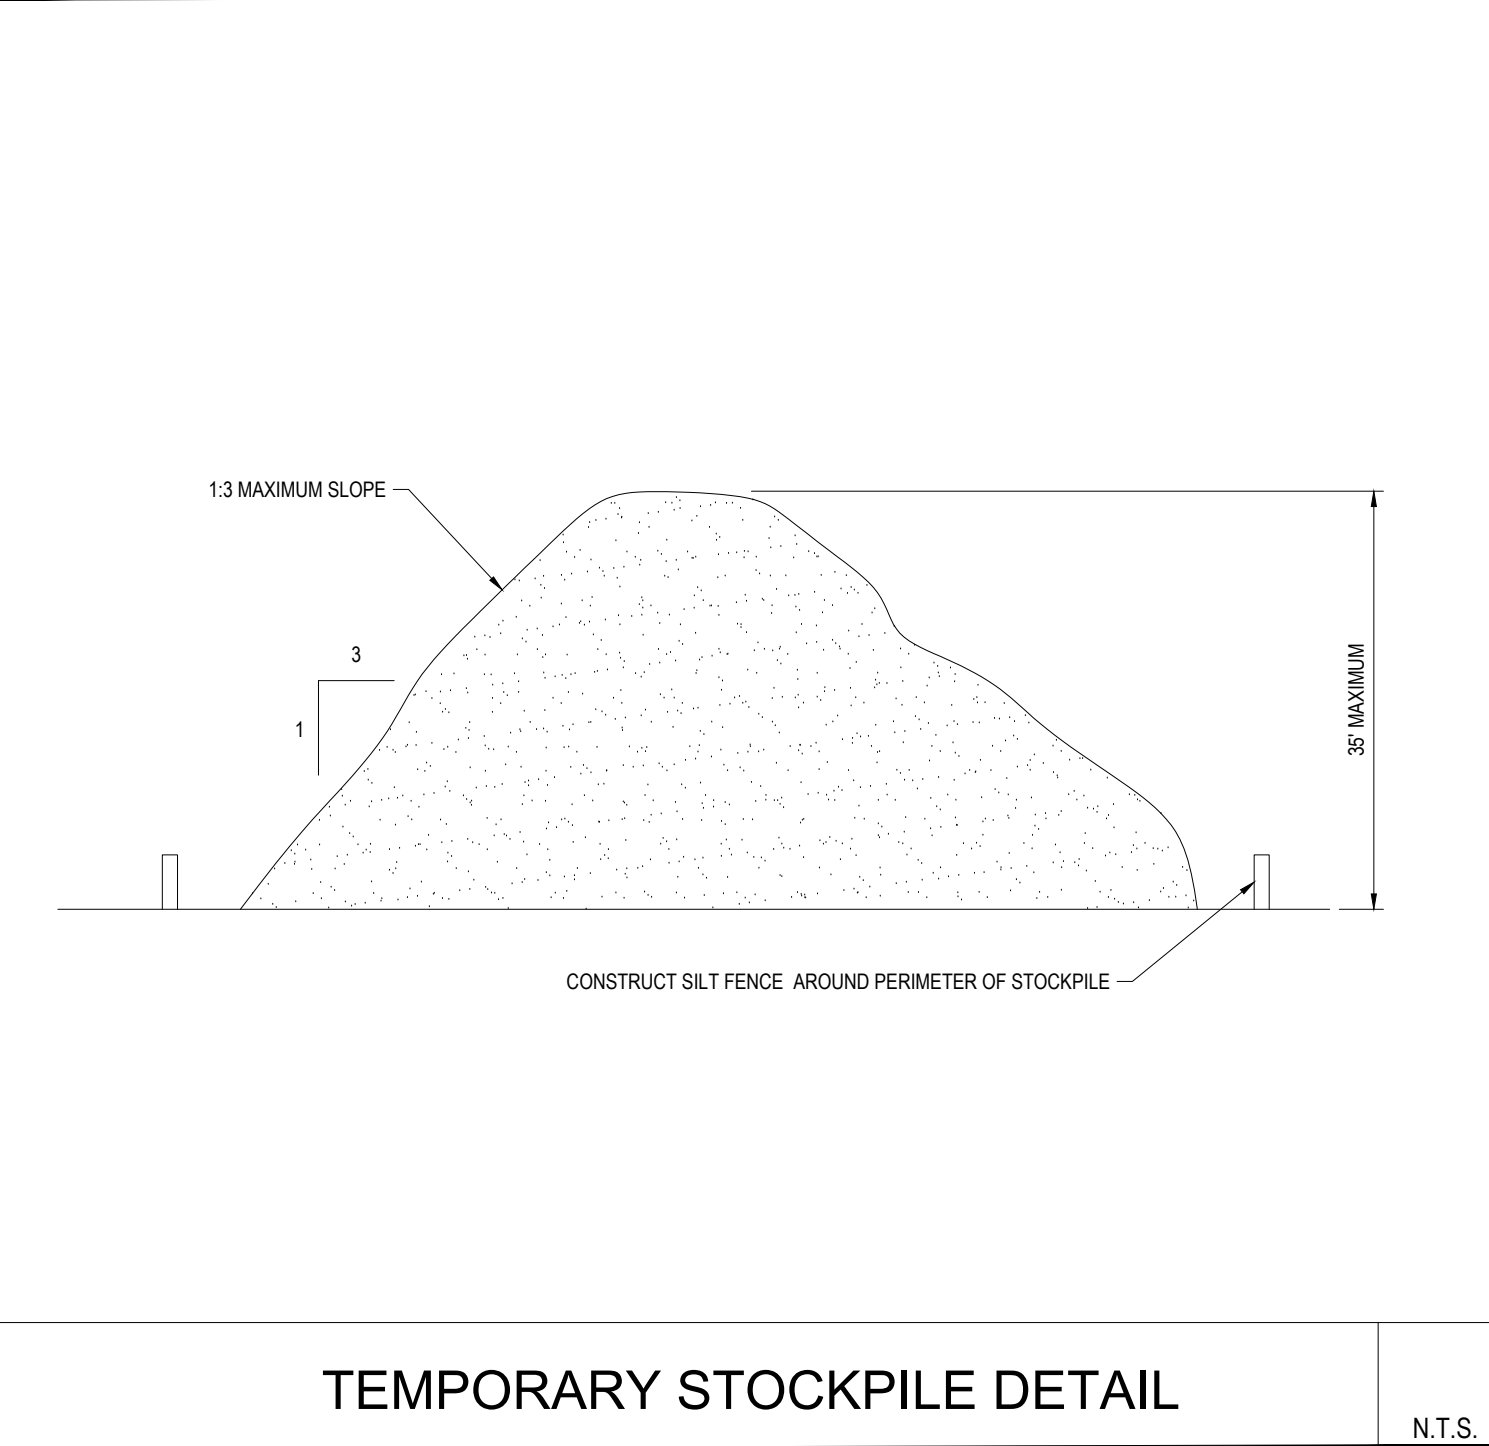 1:3 MAXIMUM SLOPE
3
1
35' MAXIMUM
CONSTRUCT SILT FENCE  AROUND PERIMETER OF STOCKPILE
TEMPORARY STOCKPILE DETAIL
N.T.S.